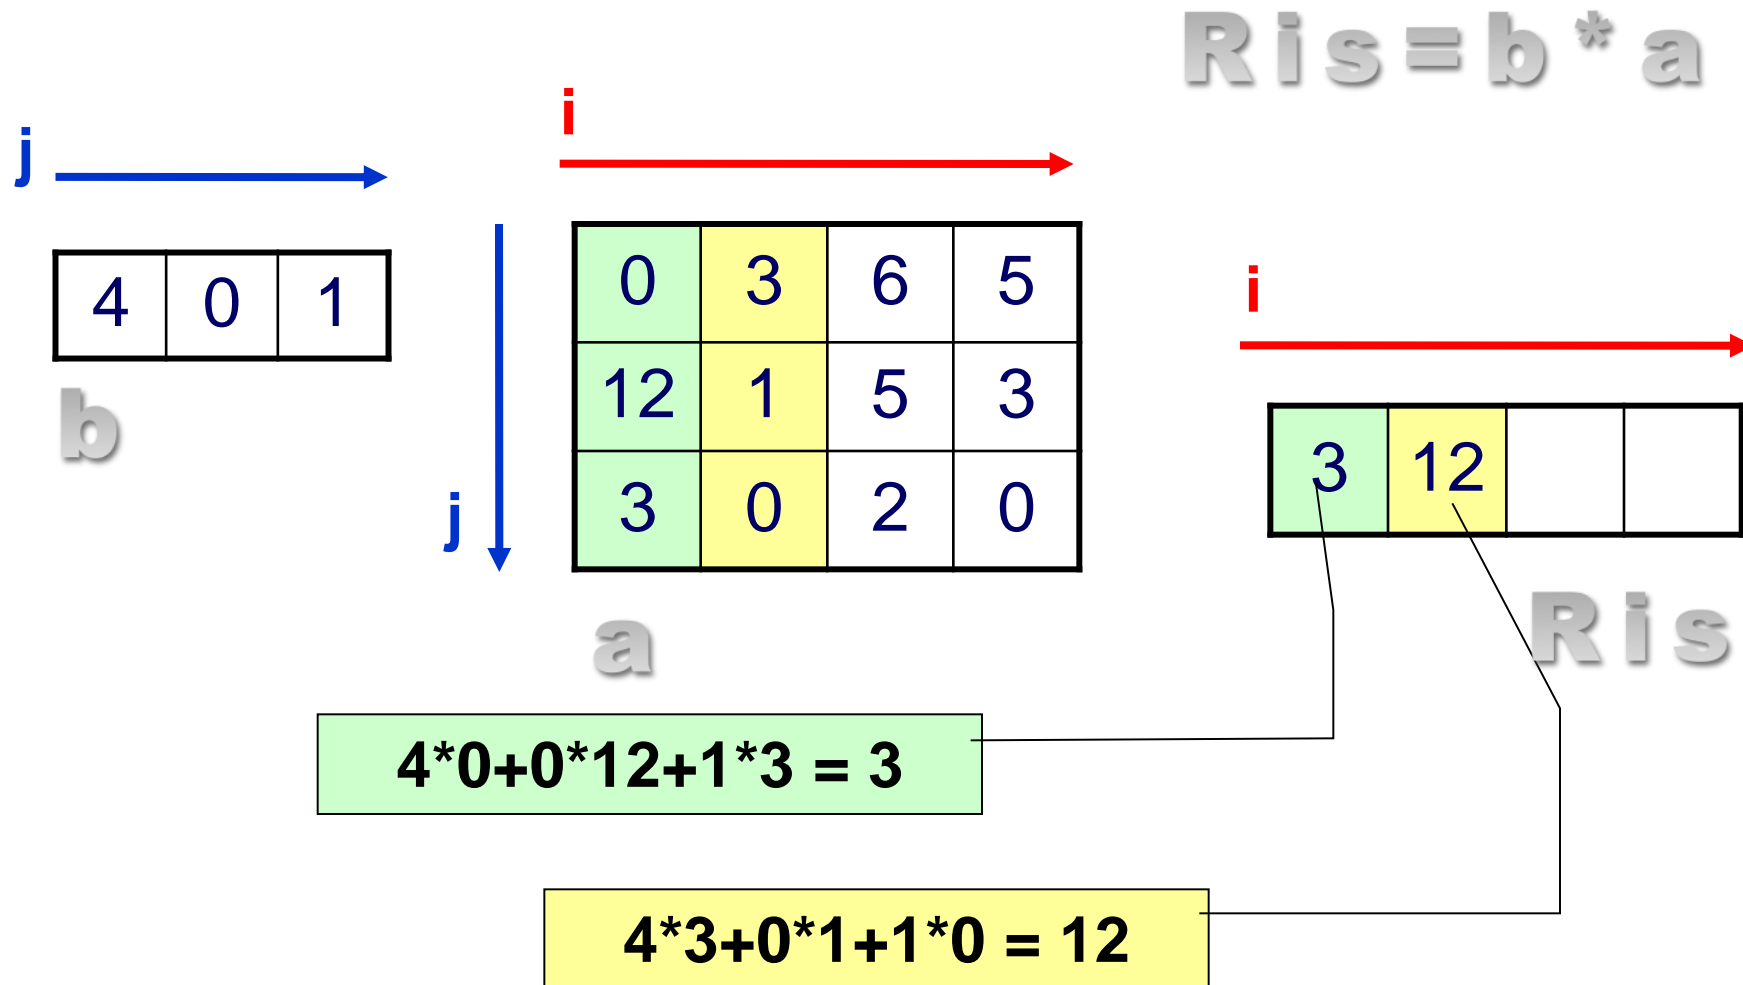 Ris=b*a
j
i
4 0 1
b
j
0 3 6 5
12 1 5 3
3 0 2 0
a
i
3 12
Ris
4*0+0*12+1*3 = 3
4*3+0*1+1*0 = 12